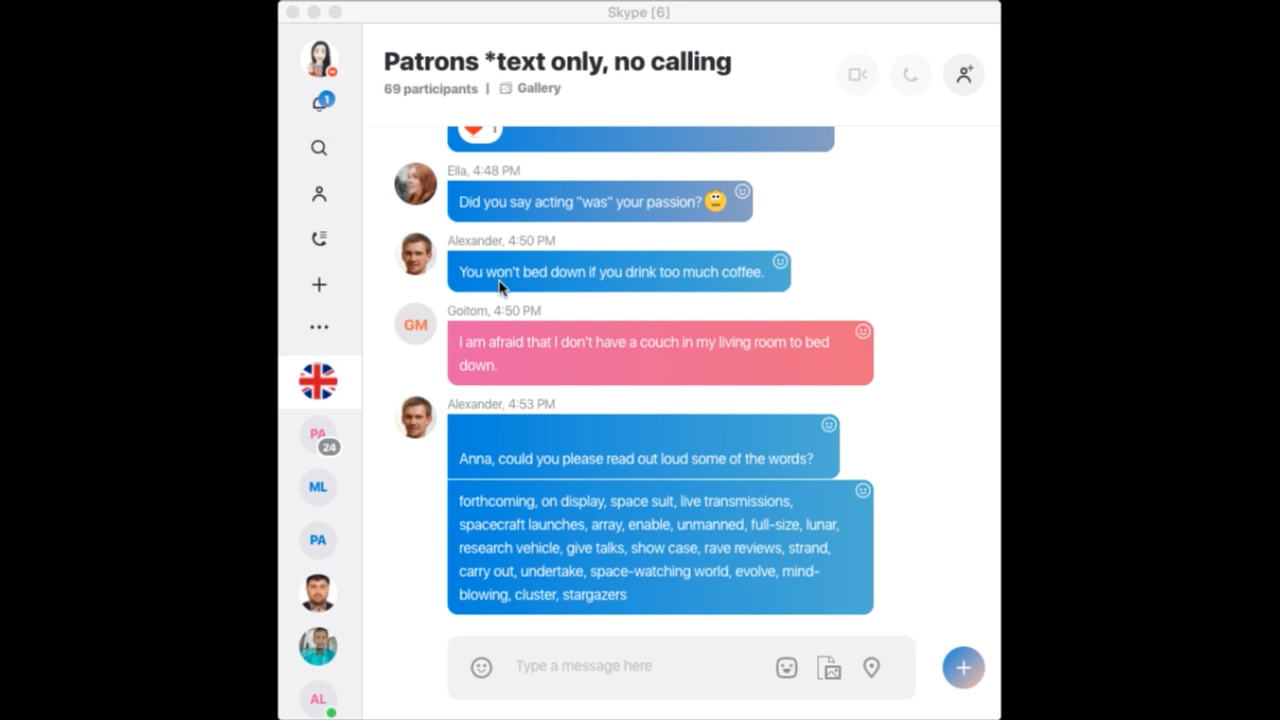 Skype [6]
Patrons *text only, no calling
69 participants | Gallery
1
1
Ella, 4:48 PM
Did you say acting "was" your passion?
Alexander, 4:50 PM
You won't bed down if you drink too much coffee.
Goitom, 4:50 PM
GM
I am afraid that I don't have a couch in my living room to bed
down.
Alexander, 4:53 PM
Anna, could you please read out loud some of the words?
PA
24
ML
forthcoming, on display, space suit, live transmissions,
spacecraft launches, array, enable, unmanned, full-size, lunar,
PA
research vehicle, give talks, show case, rave reviews, strand,
carry out, undertake, space-watching world, evolve, mind-
blowing, cluster, stargazers
Type a message here
AL